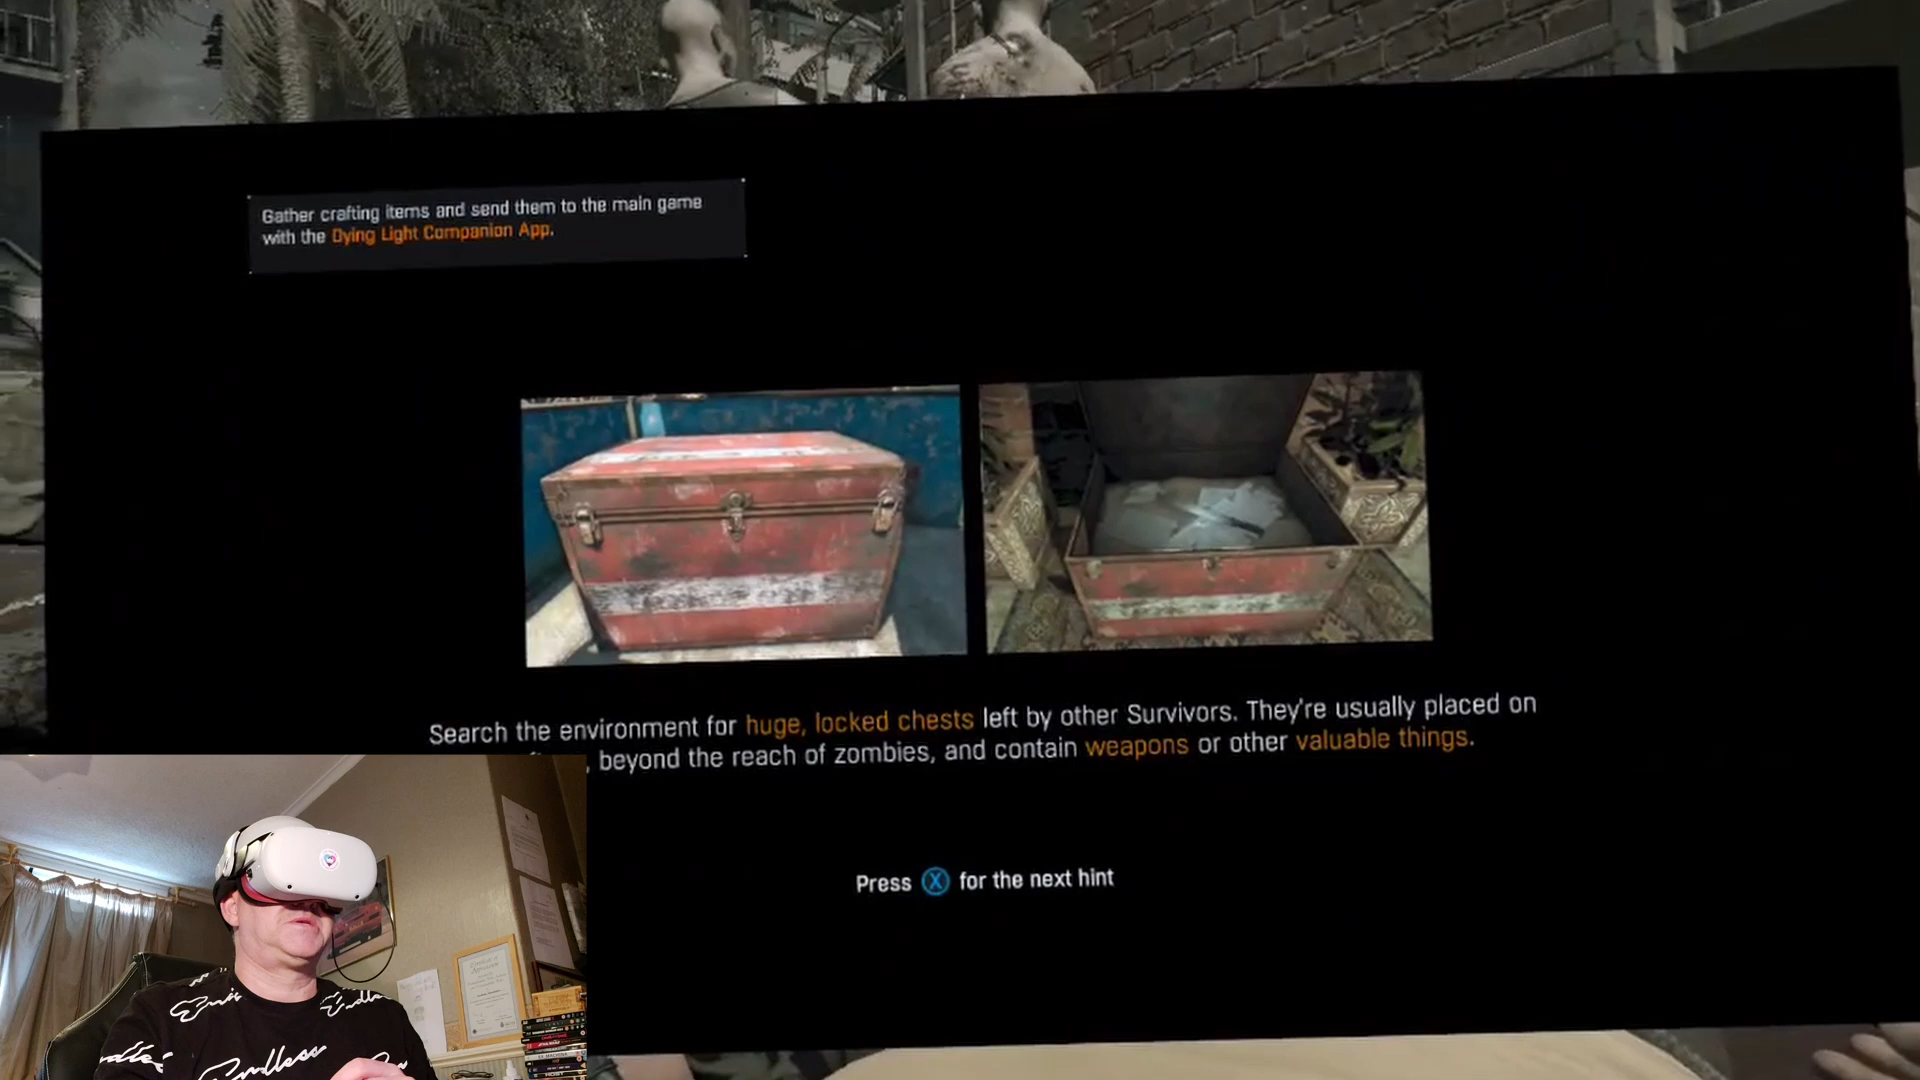 Gather crafting items and send them to the main game
with the Dying Light Companion App.
Search the environment for huge, locked chests left by other Survivors. They're usually placed on
, beyond the reach of zombies, and contain weapons or other valuable things.
Press X for the next hint
Endless